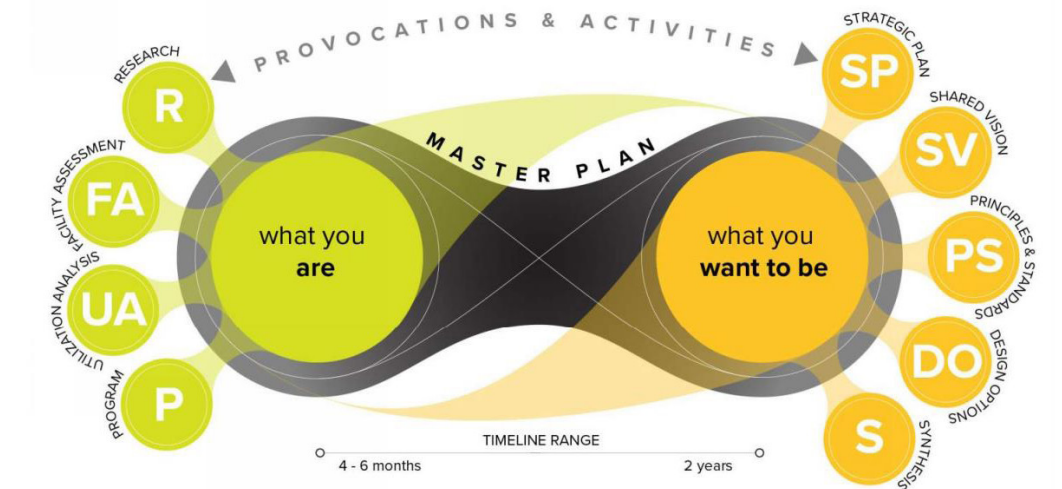 PROVOCATIONS & ACTIVITIES
MASTER PLAN
RESEARCH
R
FACILITY ASSESSMENT
FA
UTILIZATION ANALYSIS
UA
PROGRAM
P
what you
are
what you
want to be
STRATEGIC PLAN
SP
SHARED VISION
SV
PRINCIPLES & STANDARDS
PS
DESIGN OPTIONS
DO
SYNTHESIS
S
TIMELINE RANGE
4 - 6 months
2 years